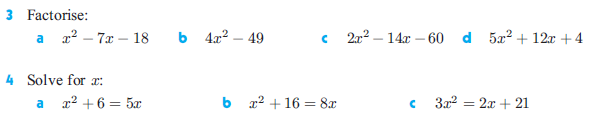 3 Factorise:
a x² − 7x − 18 b 4x² − 49 c 2x² − 14x − 60 d 5x² + 12x + 4
4 Solve for x:
a x² + 6 = 5x b x² + 16 = 8x c 3x² = 2x + 21